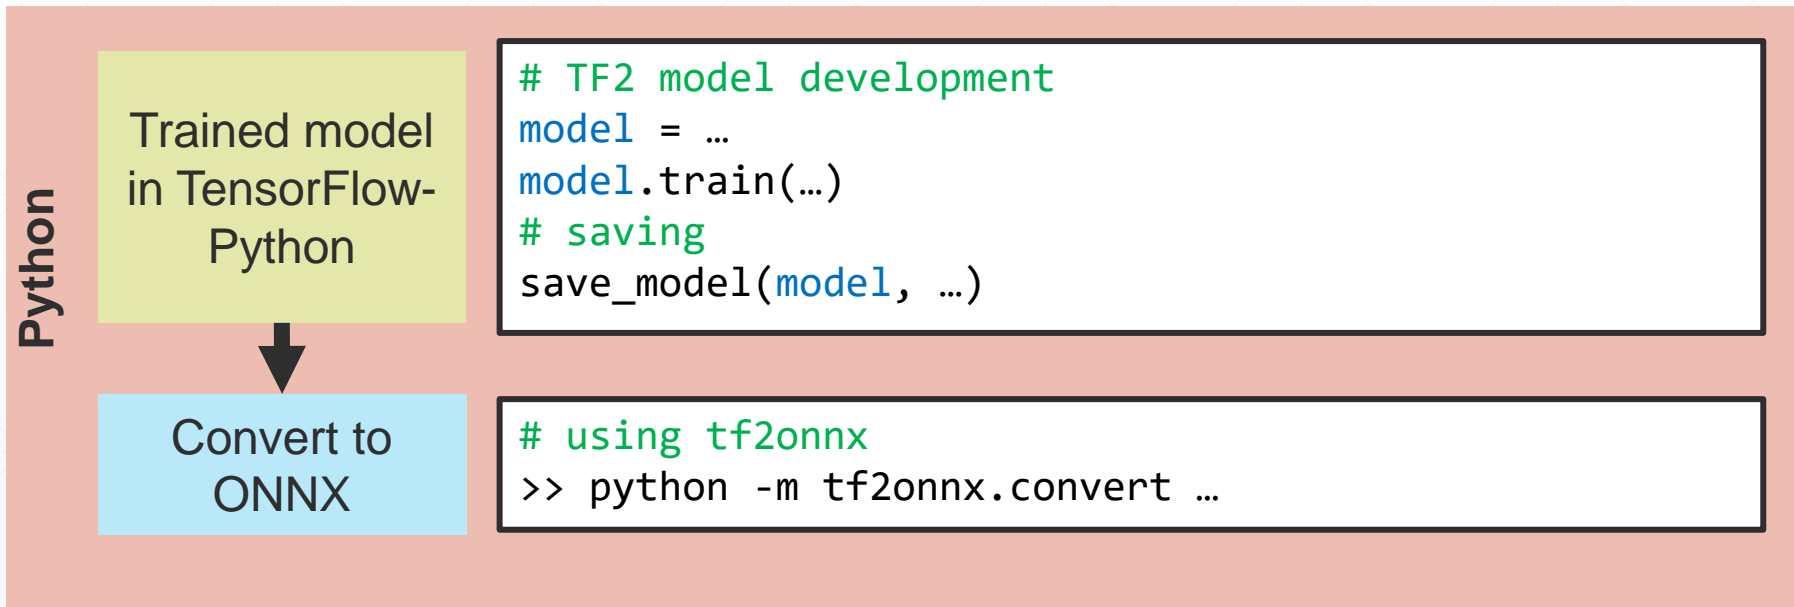 Python
Trained model
in TensorFlow-
Python
# TF2 model development
model = …
model.train(…)
# saving
save_model(model, …)
Convert to
ONNX
# using tf2onnx
>> python -m tf2onnx.convert …